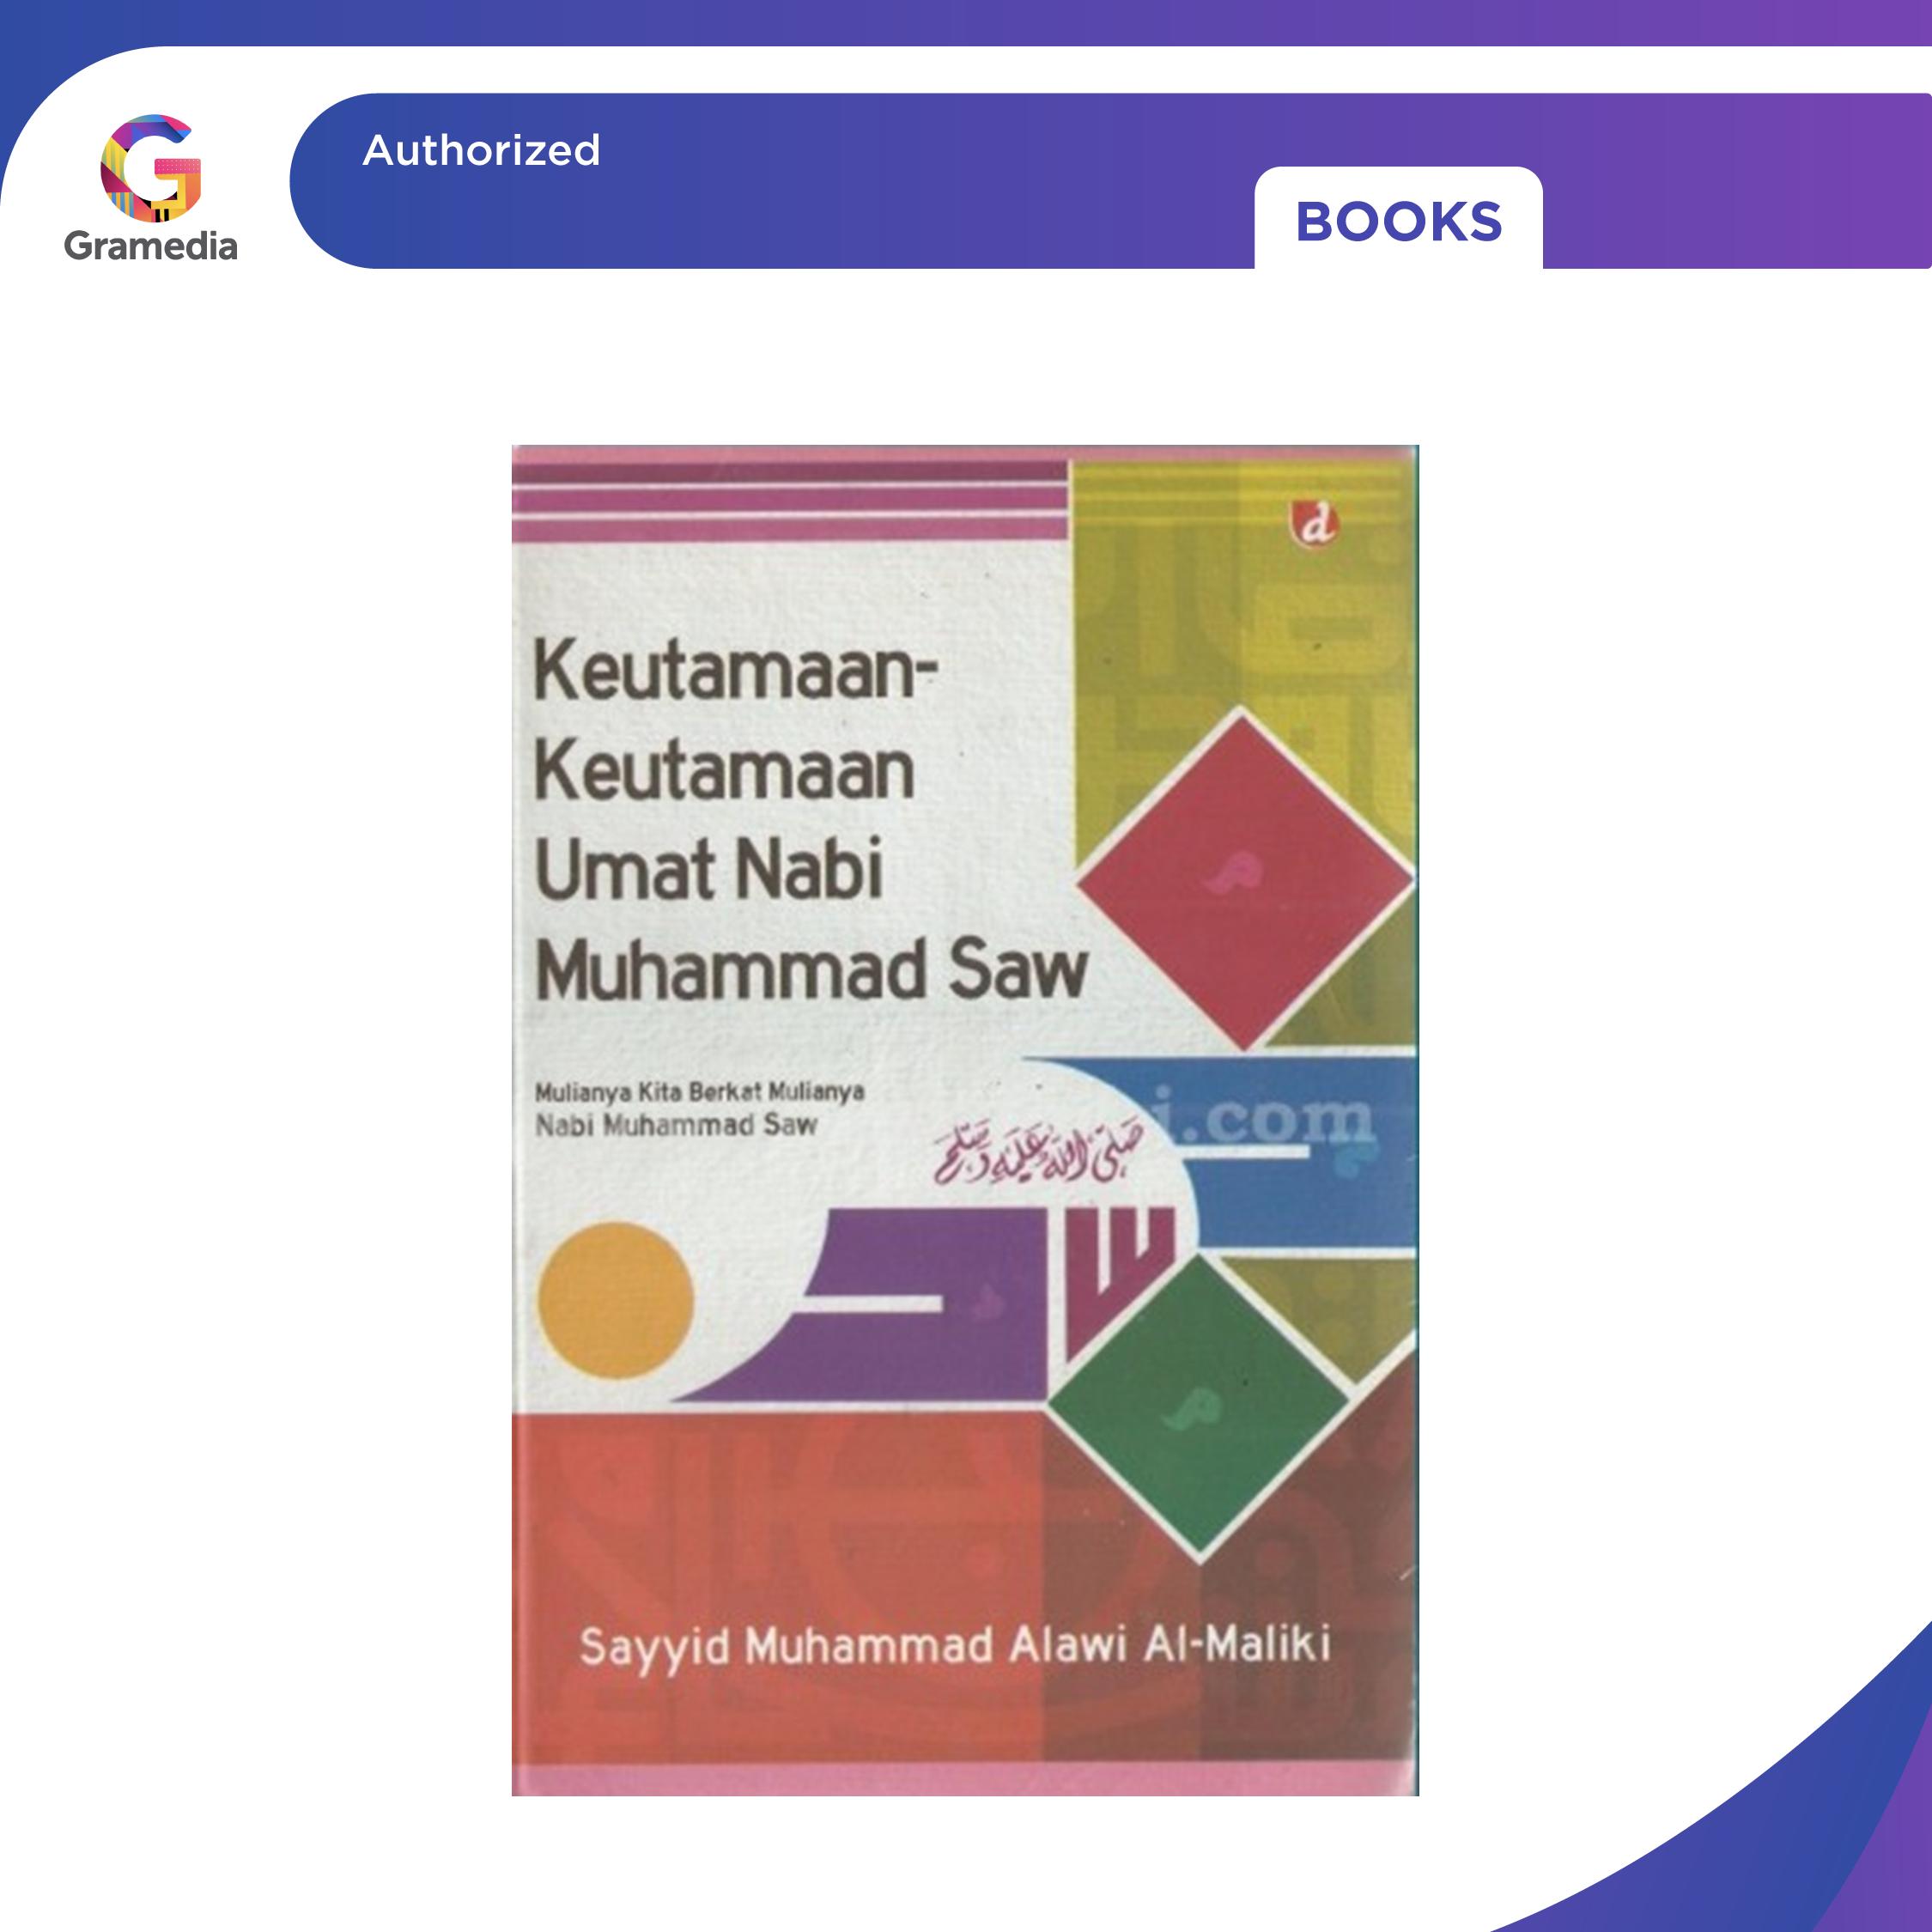 Gramedia
Authorized
BOOKS
d
Keutamaan-
Keutamaan
Umat Nabi
Muhammad Saw
Mulianya Kita Berkat Mulianya
Nabi Muhammad Saw
صلى الله عليه وسلم
.com
Sayyid Muhammad Alawi Al-Maliki